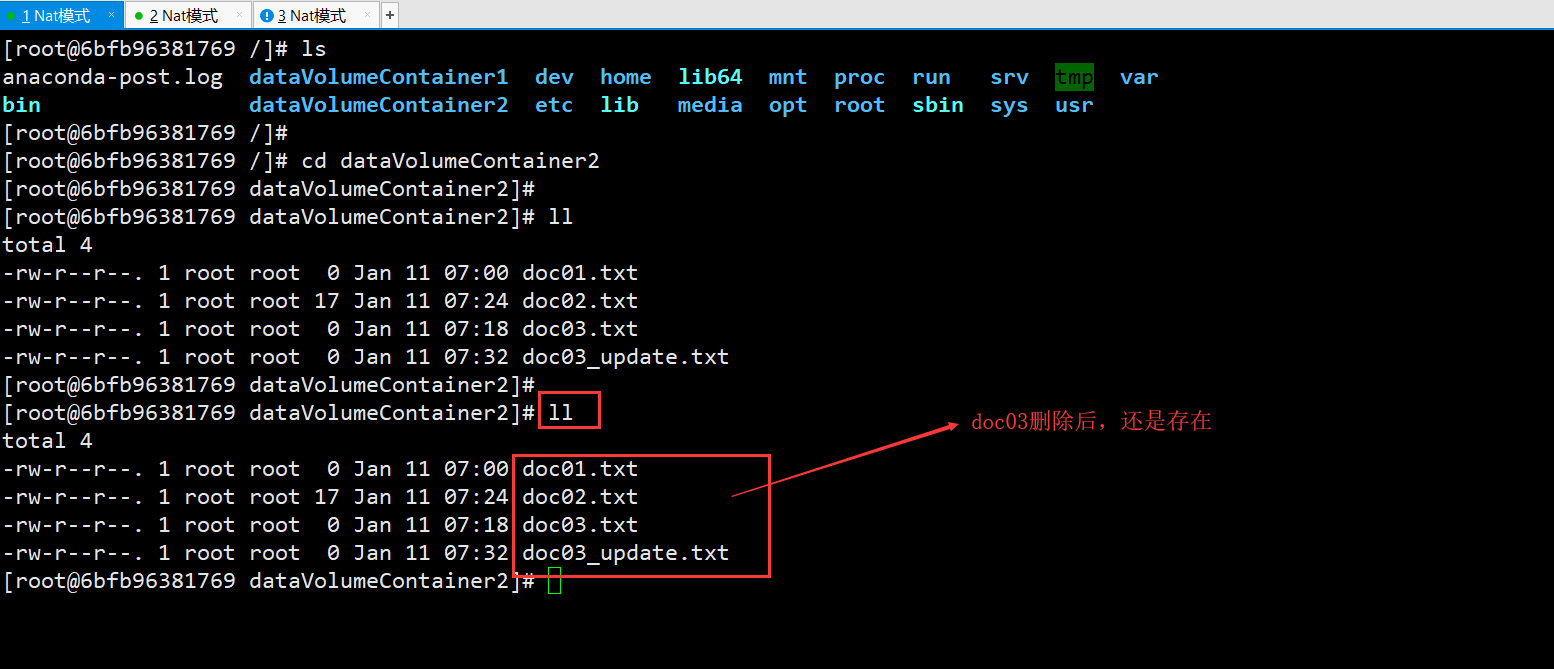 1 Nat模式 × 2 Nat模式 × 3 Nat模式 × +
[root@6bfb96381769 /]# ls
anaconda-post.log  dataVolumeContainer1  dev  home  lib64  mnt  proc  run  srv  tmp  var
bin                dataVolumeContainer2  etc  lib   media  opt  root  sbin  sys  usr
[root@6bfb96381769 /]#
[root@6bfb96381769 /]# cd dataVolumeContainer2
[root@6bfb96381769 dataVolumeContainer2]#
[root@6bfb96381769 dataVolumeContainer2]# ll
total 4
-rw-r--r--. 1 root root  0 Jan 11 07:00 doc01.txt
-rw-r--r--. 1 root root 17 Jan 11 07:24 doc02.txt
-rw-r--r--. 1 root root  0 Jan 11 07:18 doc03.txt
-rw-r--r--. 1 root root  0 Jan 11 07:32 doc03_update.txt
[root@6bfb96381769 dataVolumeContainer2]#
[root@6bfb96381769 dataVolumeContainer2]# ll
doc03删除后，还是存在
total 4
-rw-r--r--. 1 root root  0 Jan 11 07:00 doc01.txt
-rw-r--r--. 1 root root 17 Jan 11 07:24 doc02.txt
-rw-r--r--. 1 root root  0 Jan 11 07:18 doc03.txt
-rw-r--r--. 1 root root  0 Jan 11 07:32 doc03_update.txt
[root@6bfb96381769 dataVolumeContainer2]#